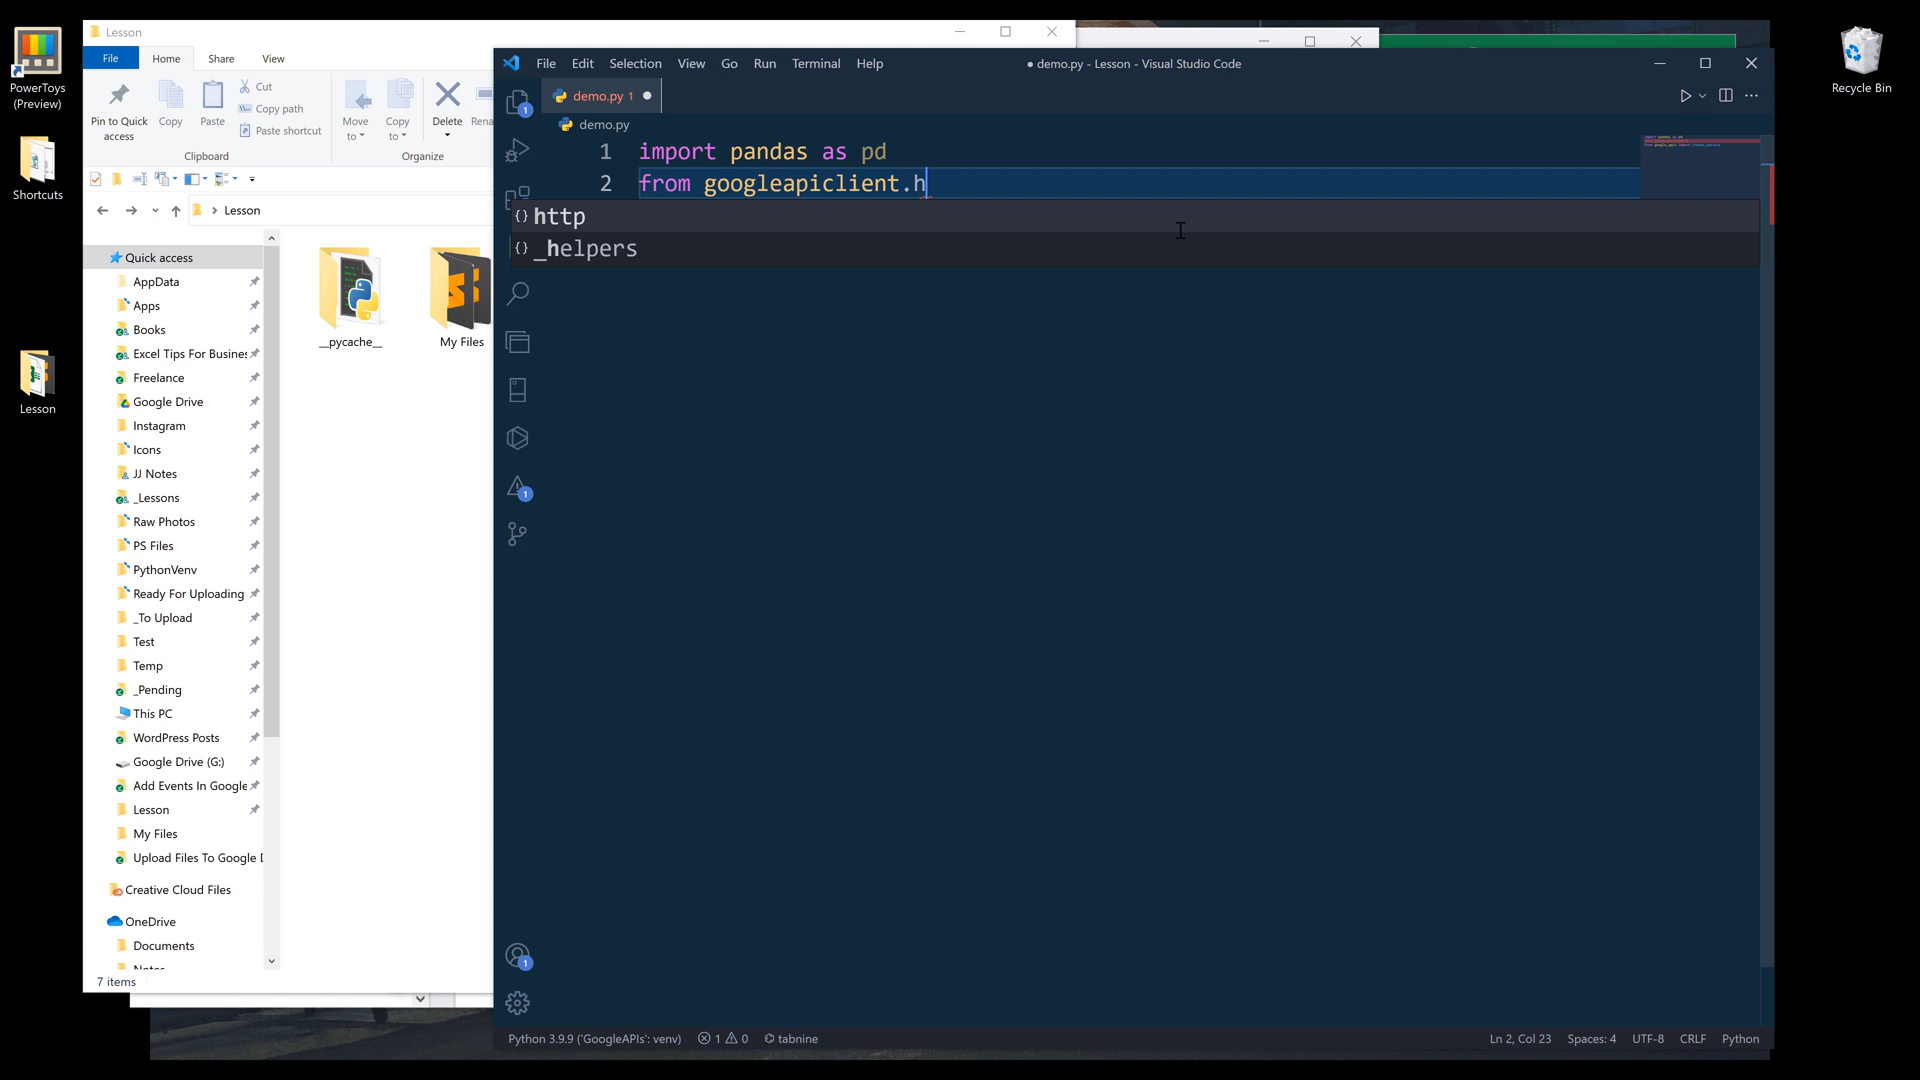 PowerToys
(Preview)
Shortcuts
Lesson
Recycle Bin
Lesson
File
Home
Share
View
Pin to Quick
access
Copy
Paste
Cut
Copy path
Paste shortcut
Clipboard
Move
to
Copy
to
Delete
Rena
Organize
Lesson
Quick access
AppData
Apps
Books
Excel Tips For Busines
Freelance
Google Drive
Instagram
Icons
JJ Notes
_Lessons
Raw Photos
PS Files
PythonVenv
Ready For Uploading
_To Upload
Test
Temp
_Pending
This PC
WordPress Posts
Google Drive (G:)
Add Events In Google
Lesson
My Files
Upload Files To Google D
Creative Cloud Files
OneDrive
Documents
Notes
7 items
__pycache__
My Files
File Edit Selection View Go Run Terminal Help
● demo.py - Lesson - Visual Studio Code
demo.py 1
demo.py
1 import pandas as pd
2 from googleapiclient.h
{} http
{} _helpers
1
1
1
Python 3.9.9 ('GoogleAPIs': venv)
1
0
tabnine
Ln 2, Col 23
Spaces: 4
UTF-8
CRLF
Python